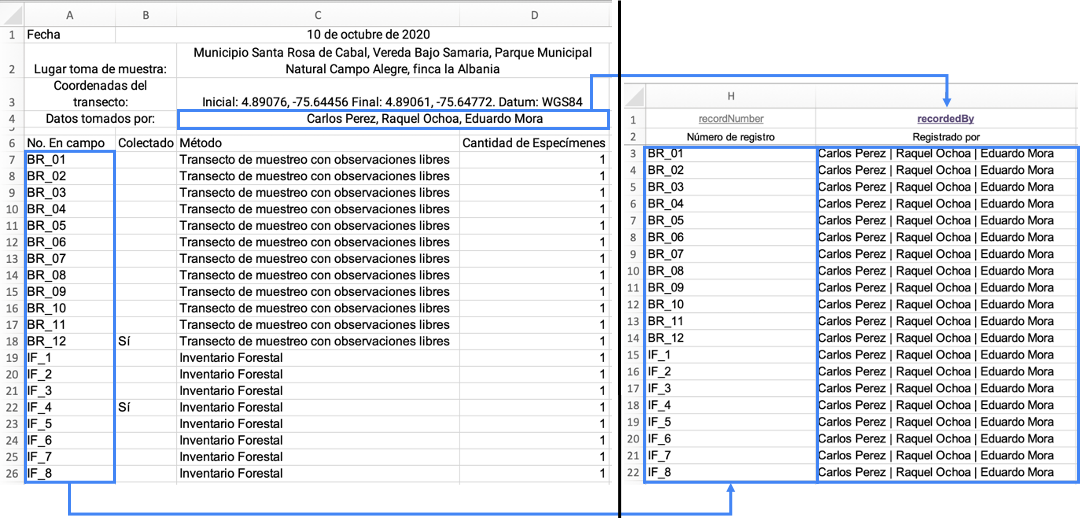 A B C D
1 Fecha 10 de octubre de 2020
Municipio Santa Rosa de Cabal, Vereda Bajo Samaria, Parque Municipal
2 Lugar toma de muestra: Natural Campo Alegre, finca la Albania
Coordenadas del
3 transecto: Inicial: 4.89076, -75.64456 Final: 4.89061, -75.64772. Datum: WGS84
4 Datos tomados por: Carlos Perez, Raquel Ochoa, Eduardo Mora
6 No. En campo Colectado Método Cantidad de Específmenes
7 BR_01 Transecto de muestreo con observaciones libres 1
8 BR_02 Transecto de muestreo con observaciones libres 1
9 BR_03 Transecto de muestreo con observaciones libres 1
10 BR_04 Transecto de muestreo con observaciones libres 1
11 BR_05 Transecto de muestreo con observaciones libres 1
12 BR_06 Transecto de muestreo con observaciones libres 1
13 BR_07 Transecto de muestreo con observaciones libres 1
14 BR_08 Transecto de muestreo con observaciones libres 1
15 BR_09 Transecto de muestreo con observaciones libres 1
16 BR_10 Transecto de muestreo con observaciones libres 1
17 BR_11 Transecto de muestreo con observaciones libres 1
18 BR_12 Sí Transecto de muestreo con observaciones libres 1
19 IF_1 Inventario Forestal 1
20 IF_2 Inventario Forestal 1
21 IF_3 Inventario Forestal 1
22 IF_4 Sí Inventario Forestal 1
23 IF_5 Inventario Forestal 1
24 IF_6 Inventario Forestal 1
25 IF_7 Inventario Forestal 1
26 IF_8 Inventario Forestal 1
H I
1 recordNumber recordedBy
2 Número de registro Registrado por
3 BR_01 Carlos Perez | Raquel Ochoa | Eduardo Mora
4 BR_02 Carlos Perez | Raquel Ochoa | Eduardo Mora
5 BR_03 Carlos Perez | Raquel Ochoa | Eduardo Mora
6 BR_04 Carlos Perez | Raquel Ochoa | Eduardo Mora
7 BR_05 Carlos Perez | Raquel Ochoa | Eduardo Mora
8 BR_06 Carlos Perez | Raquel Ochoa | Eduardo Mora
9 BR_07 Carlos Perez | Raquel Ochoa | Eduardo Mora
10 BR_08 Carlos Perez | Raquel Ochoa | Eduardo Mora
11 BR_09 Carlos Perez | Raquel Ochoa | Eduardo Mora
12 BR_10 Carlos Perez | Raquel Ochoa | Eduardo Mora
13 BR_11 Carlos Perez | Raquel Ochoa | Eduardo Mora
14 BR_12 Carlos Perez | Raquel Ochoa | Eduardo Mora
15 IF_1 Carlos Perez | Raquel Ochoa | Eduardo Mora
16 IF_2 Carlos Perez | Raquel Ochoa | Eduardo Mora
17 IF_3 Carlos Perez | Raquel Ochoa | Eduardo Mora
18 IF_4 Carlos Perez | Raquel Ochoa | Eduardo Mora
19 IF_5 Carlos Perez | Raquel Ochoa | Eduardo Mora
20 IF_6 Carlos Perez | Raquel Ochoa | Eduardo Mora
21 IF_7 Carlos Perez | Raquel Ochoa | Eduardo Mora
22 IF_8 Carlos Perez | Raquel Ochoa | Eduardo Mora